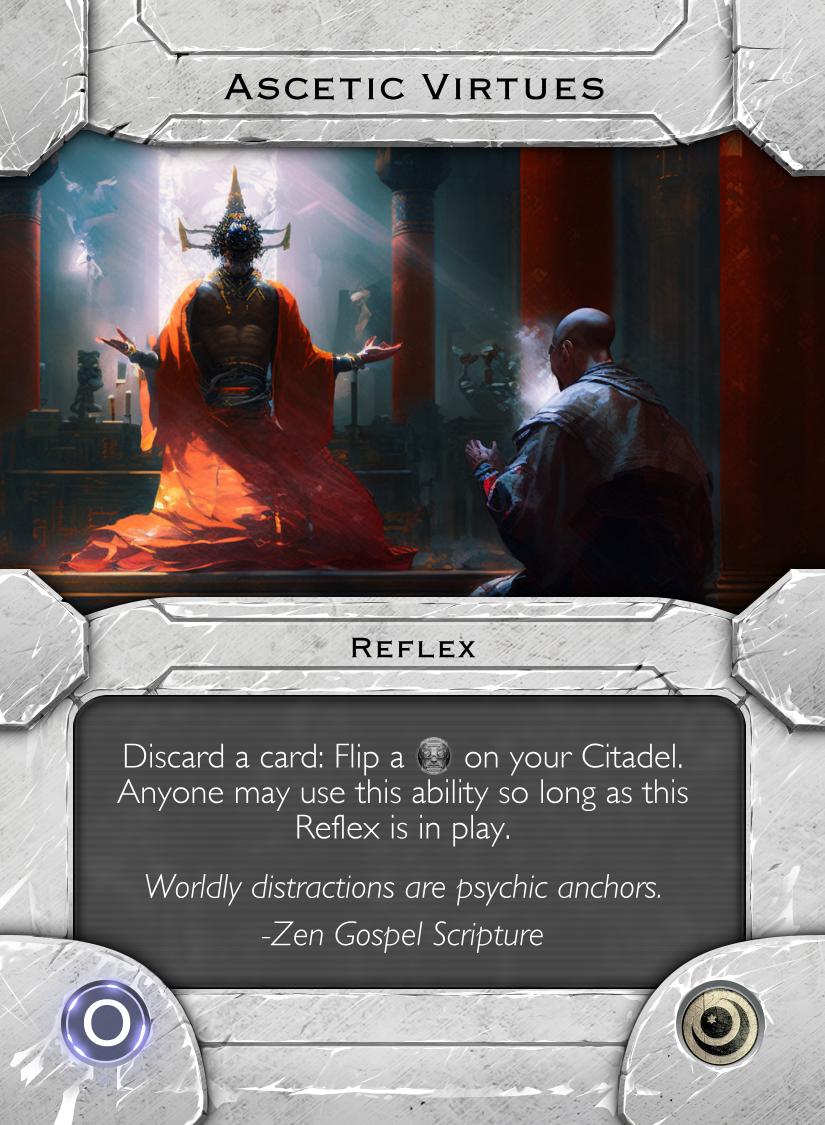 Ascetic Virtues
Reflex
Discard a card: Flip a on your Citadel.
Anyone may use this ability so long as this
Reflex is in play.
Worldly distractions are psychic anchors.
-Zen Gospel Scripture
O